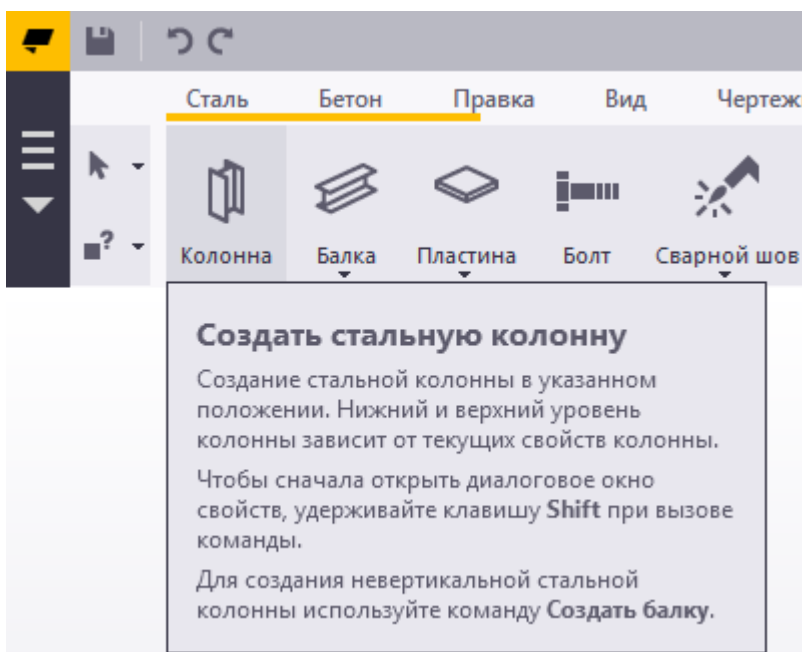 Сталь Бетон Правка Вид Чертеж
?
Колонна Балка Пластина Болт Сварной шов
Создать стальную колонну
Создание стальной колонны в указанном
положении. Нижний и верхний уровень
колонны зависит от текущих свойств колонны.
Чтобы сначала открыть диалоговое окно
свойств, удерживайте клавишу Shift при вызове
команды.
Для создания невертикальной стальной
колонны используйте команду Создать балку.